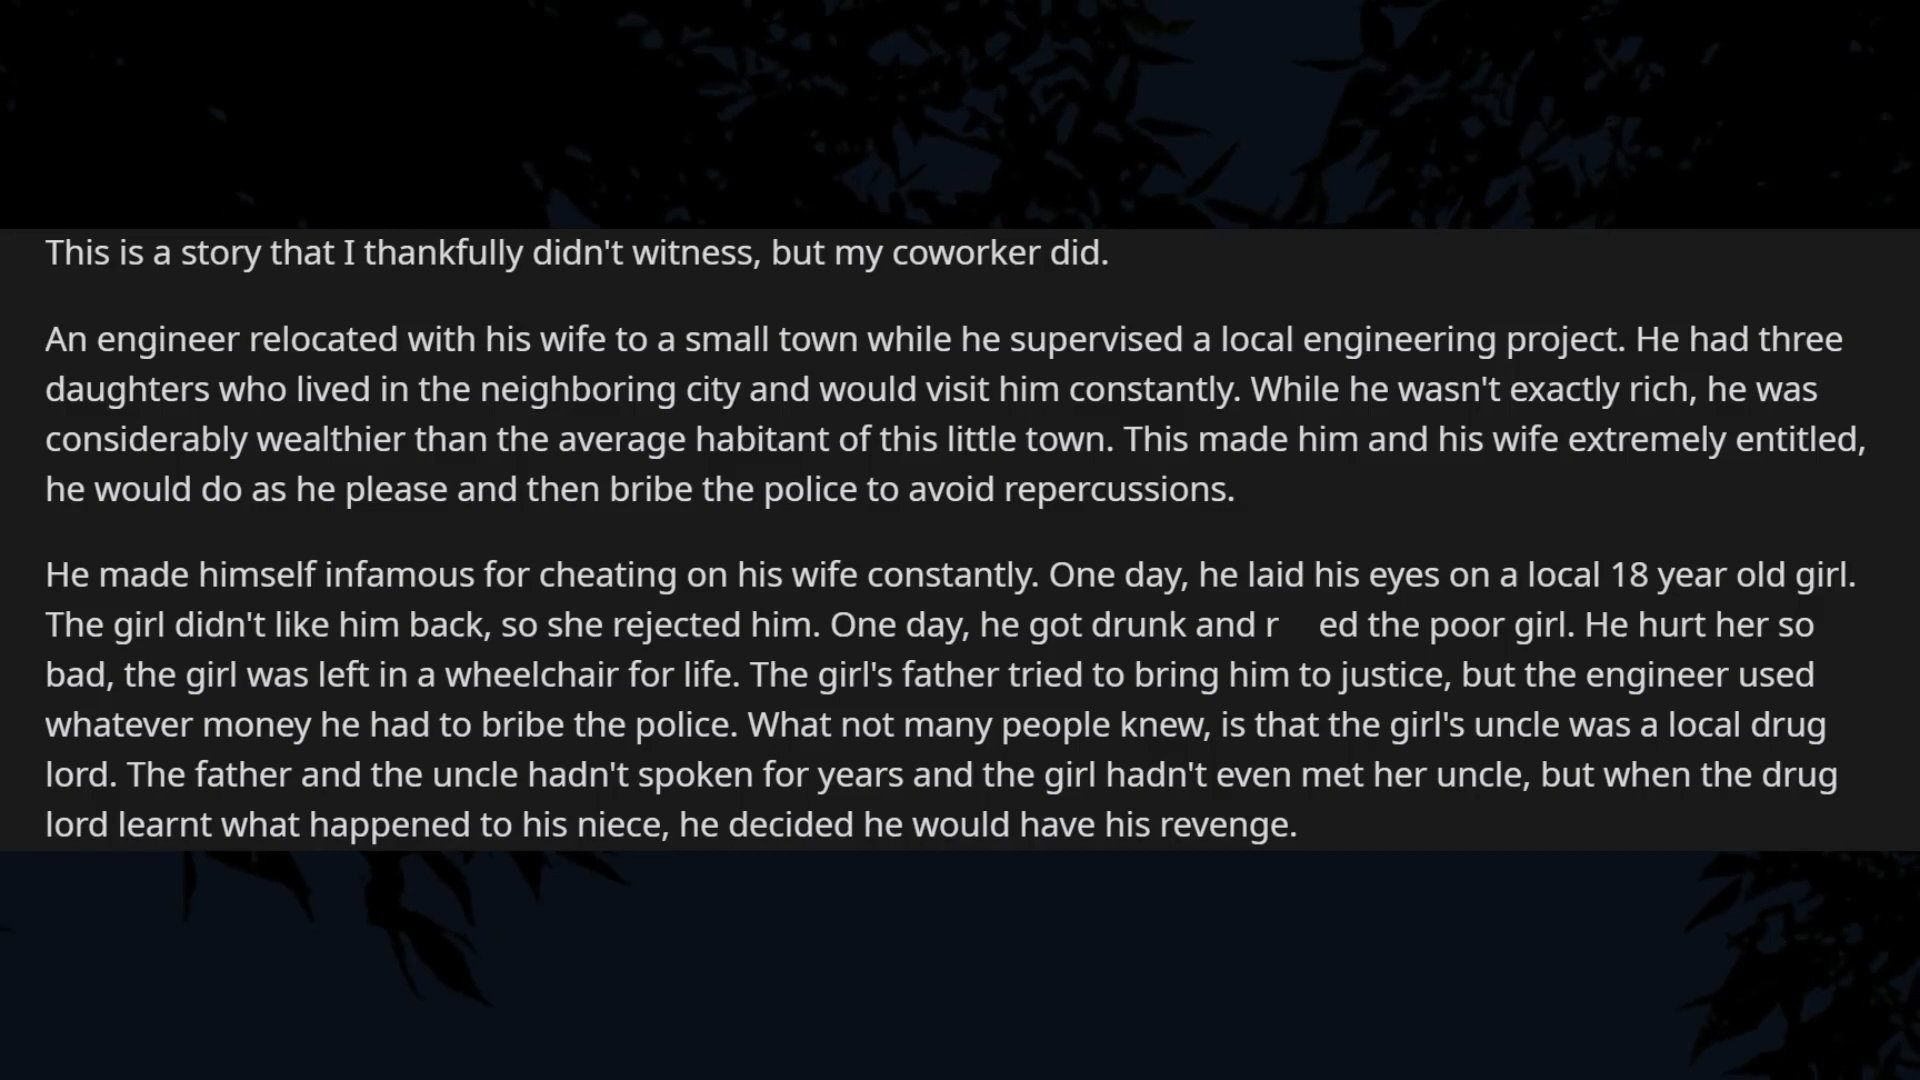 This is a story that I thankfully didn't witness, but my coworker did.
An engineer relocated with his wife to a small town while he supervised a local engineering project. He had three
daughters who lived in the neighboring city and would visit him constantly. While he wasn't exactly rich, he was
considerably wealthier than the average habitant of this little town. This made him and his wife extremely entitled,
he would do as he please and then bribe the police to avoid repercussions.
He made himself infamous for cheating on his wife constantly. One day, he laid his eyes on a local 18 year old girl.
The girl didn't like him back, so she rejected him. One day, he got drunk and r ed the poor girl. He hurt her so
bad, the girl was left in a wheelchair for life. The girl's father tried to bring him to justice, but the engineer used
whatever money he had to bribe the police. What not many people knew, is that the girl's uncle was a local drug
lord. The father and the uncle hadn't spoken for years and the girl hadn't even met her uncle, but when the drug
lord learnt what happened to his niece, he decided he would have his revenge.